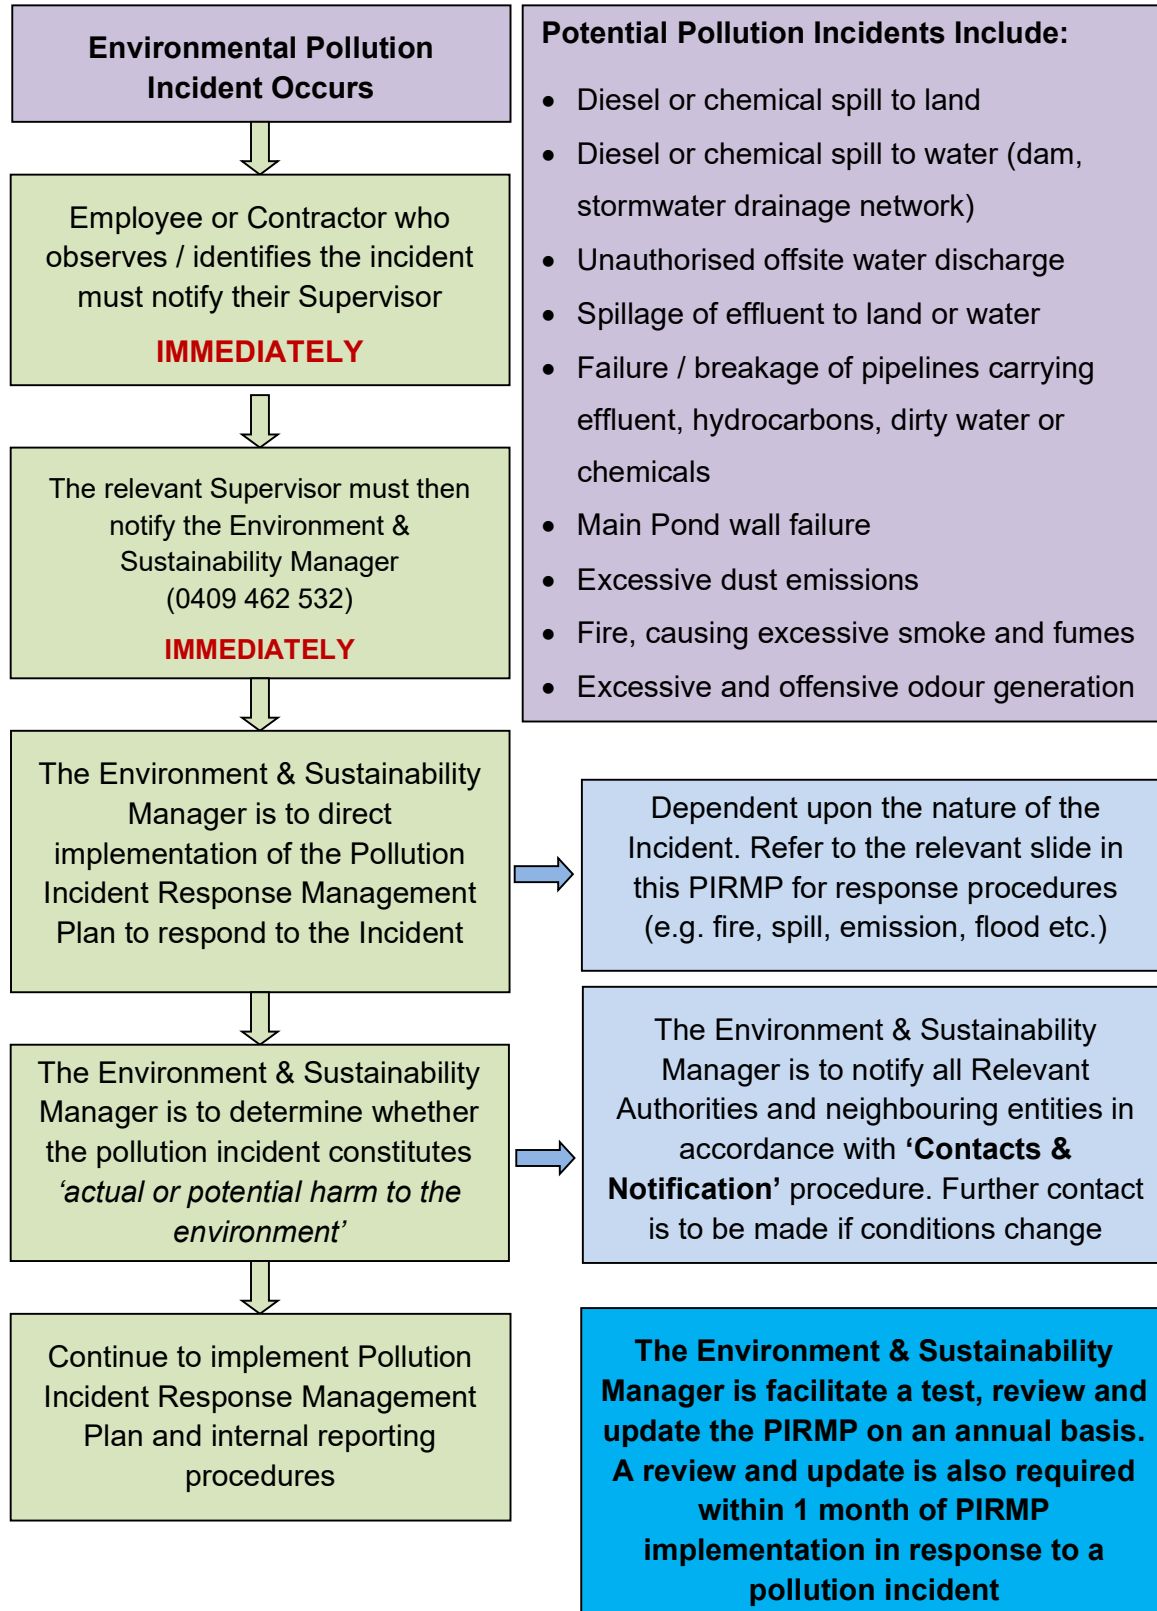 Environmental Pollution
Incident Occurs
Employee or Contractor who
observes / identifies the incident
must notify their Supervisor
IMMEDIATELY
The relevant Supervisor must then
notify the Environment &
Sustainability Manager
(0409 462 532)
IMMEDIATELY
The Environment & Sustainability
Manager is to direct
implementation of the Pollution
Incident Response Management
Plan to respond to the Incident
The Environment & Sustainability
Manager is to determine whether
the pollution incident constitutes
‘actual or potential harm to the
environment’
Continue to implement Pollution
Incident Response Management
Plan and internal reporting
procedures
Potential Pollution Incidents Include:
• Diesel or chemical spill to land
• Diesel or chemical spill to water (dam,
stormwater drainage network)
• Unauthorised offsite water discharge
• Spillage of effluent to land or water
• Failure / breakage of pipelines carrying
effluent, hydrocarbons, dirty water or
chemicals
• Main Pond wall failure
• Excessive dust emissions
• Fire, causing excessive smoke and fumes
• Excessive and offensive odour generation
Dependent upon the nature of the
Incident. Refer to the relevant slide in
this PIRMP for response procedures
(e.g. fire, spill, emission, flood etc.)
The Environment & Sustainability
Manager is to notify all Relevant
Authorities and neighbouring entities in
accordance with ‘Contacts &
Notification’ procedure. Further contact
is to be made if conditions change
The Environment & Sustainability
Manager is facilitate a test, review and
update the PIRMP on an annual basis.
A review and update is also required
within 1 month of PIRMP
implementation in response to a
pollution incident